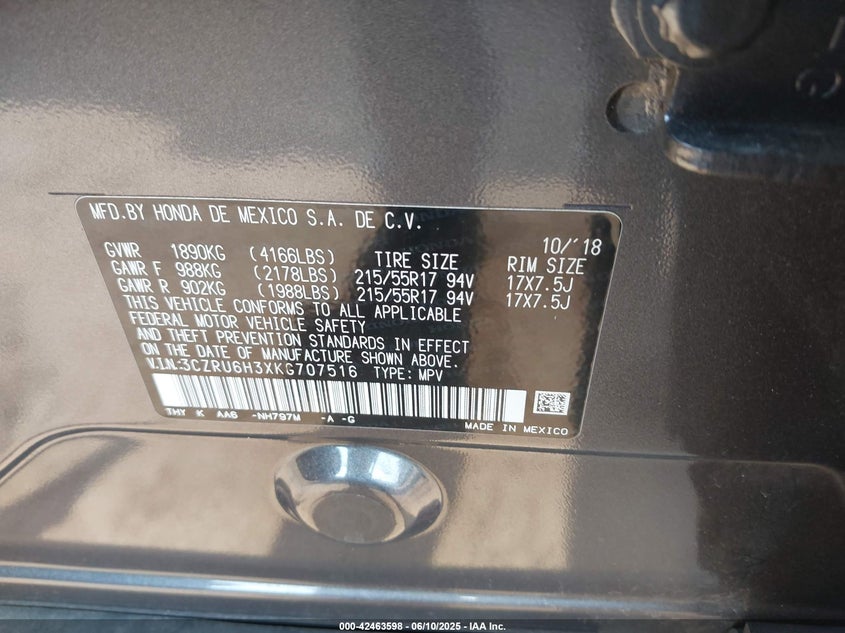 MFD.BY HONDA DE MEXICO S.A. DE C.V.
10/'18
GVWR 1890KG (4166LBS) TIRE SIZE RIM SIZE
GAWR F 988KG (2178LBS) 215/55R17 94V 17X7.5J
GAWR R 902KG (1988LBS) 215/55R17 94V 17X7.5J
THIS VEHICLE CONFORMS TO ALL APPLICABLE
FEDERAL MOTOR VEHICLE SAFETY
AND THEFT PREVENTION STANDARDS IN EFFECT
ON THE DATE OF MANUFACTURE SHOWN ABOVE.
V.I.N:3CZRU6H3XKG707516 TYPE: MPV
THY K AA6 -NH797M -A -G
MADE IN MEXICO
000-42463598 - 06/10/2025 - IAA Inc.